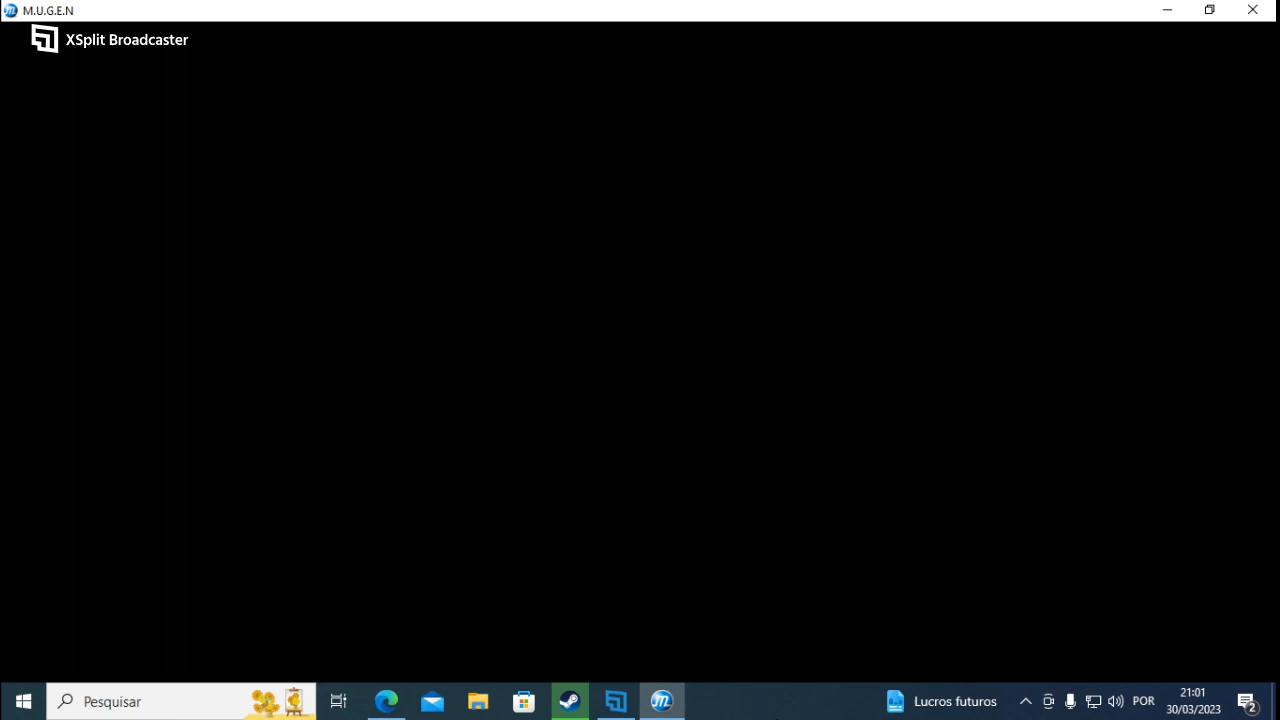 M.U.G.E.N
XSplit Broadcaster
Pesquisar
Lucros futuros
POR
21:01
30/03/2023
2